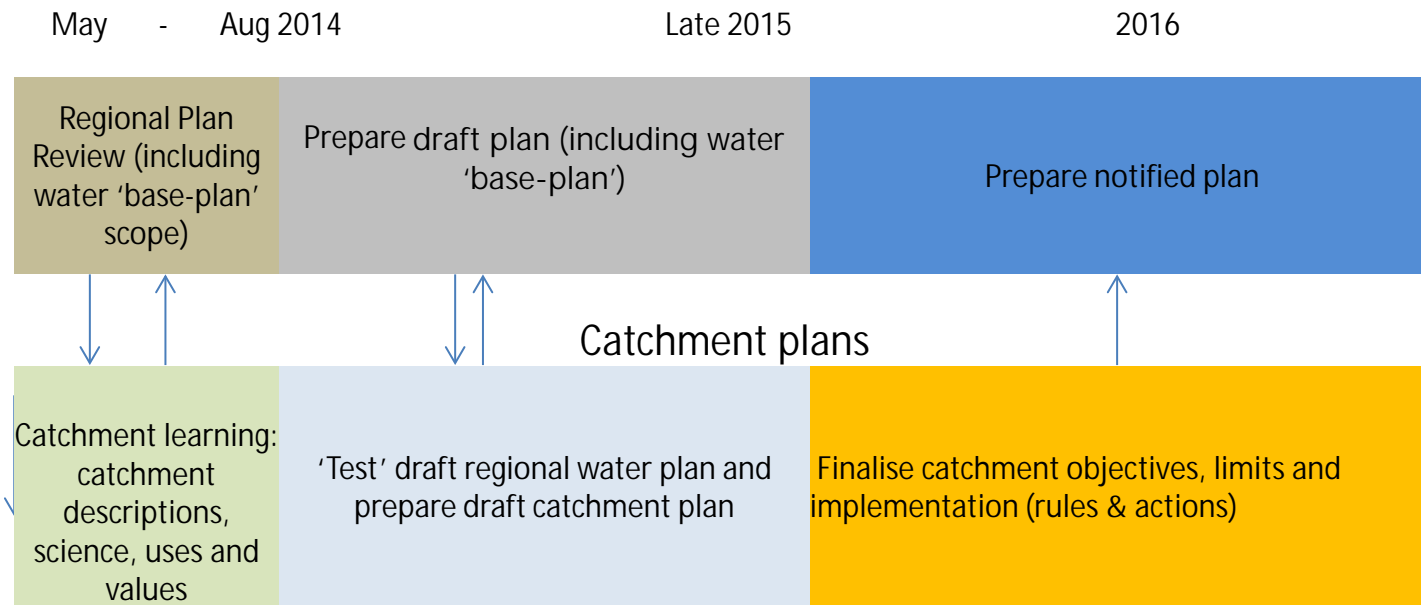 May - Aug 2014 Late 2015 2016
Regional Plan
Review (including
water ‘base-plan’
scope)
Prepare draft plan (including water
‘base-plan’)
Prepare notified plan
Catchment plans
Catchment learning:
catchment
descriptions,
science, uses and
values
‘Test’ draft regional water plan and
prepare draft catchment plan
Finalise catchment objectives, limits and
implementation (rules & actions)